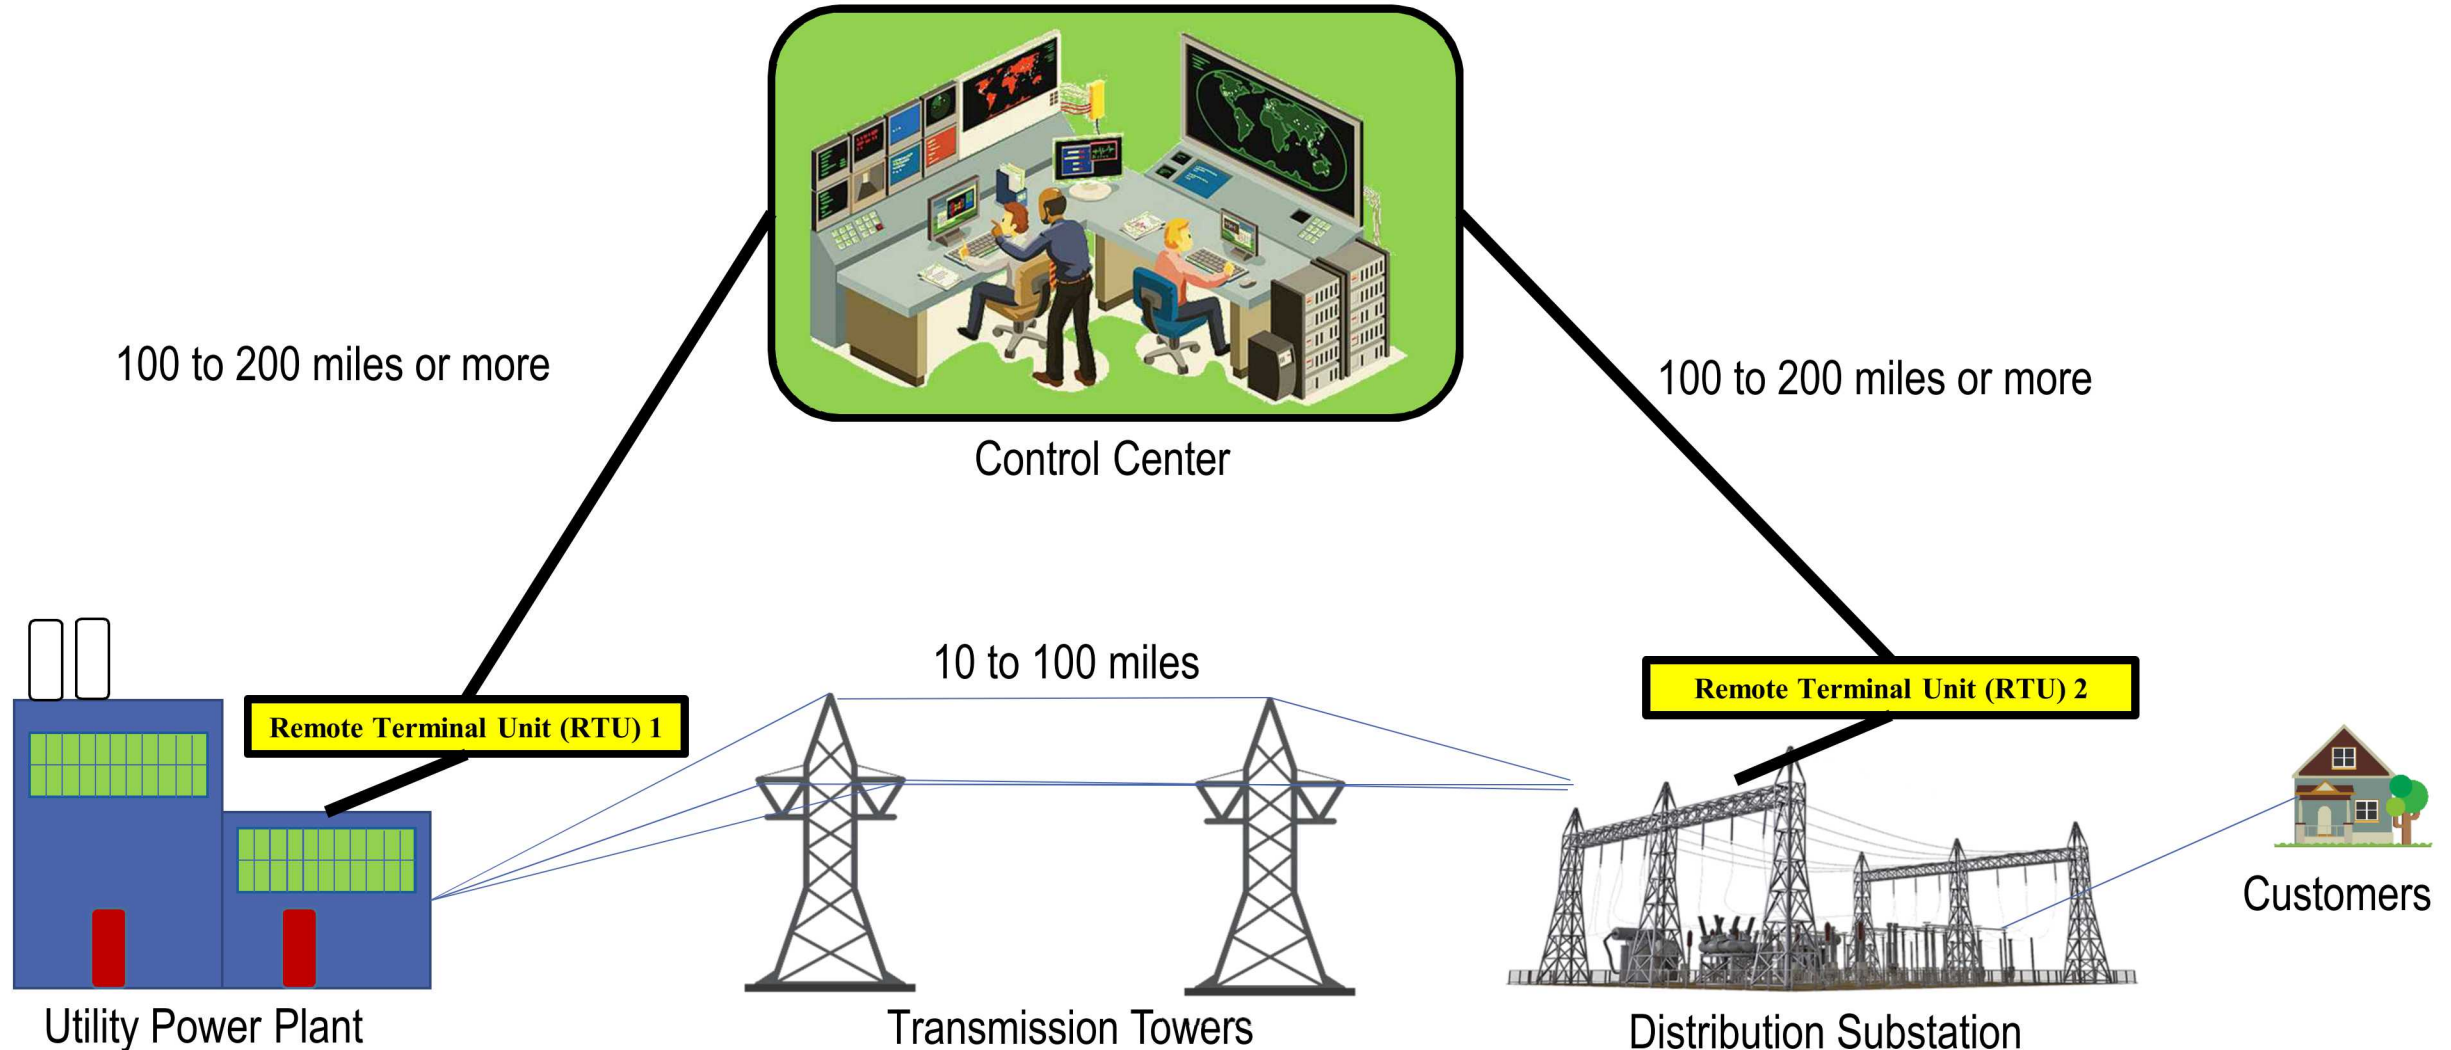 100 to 200 miles or more
100 to 200 miles or more
Control Center
10 to 100 miles
Remote Terminal Unit (RTU) 2
Remote Terminal Unit (RTU) 1
Customers
Utility Power Plant
Transmission Towers
Distribution Substation